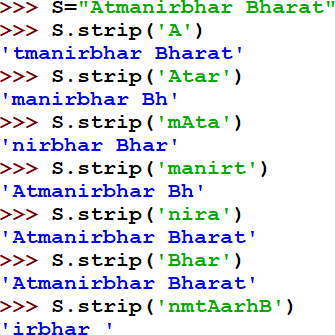 >>> S="Atmanirbhar Bharat"
>>> S.strip('A')
'tmanirbhar Bharat'
>>> S.strip('Atar')
'manirbhar Bh'
>>> S.strip('mAta')
'nirbhar Bhar'
>>> S.strip('manirt')
'Atmanirbhar Bh'
>>> S.strip('nira')
'Atmanirbhar Bharat'
>>> S.strip('Bhar')
'Atmanirbhar Bharat'
>>> S.strip('nmtAarhB')
'irbhar '